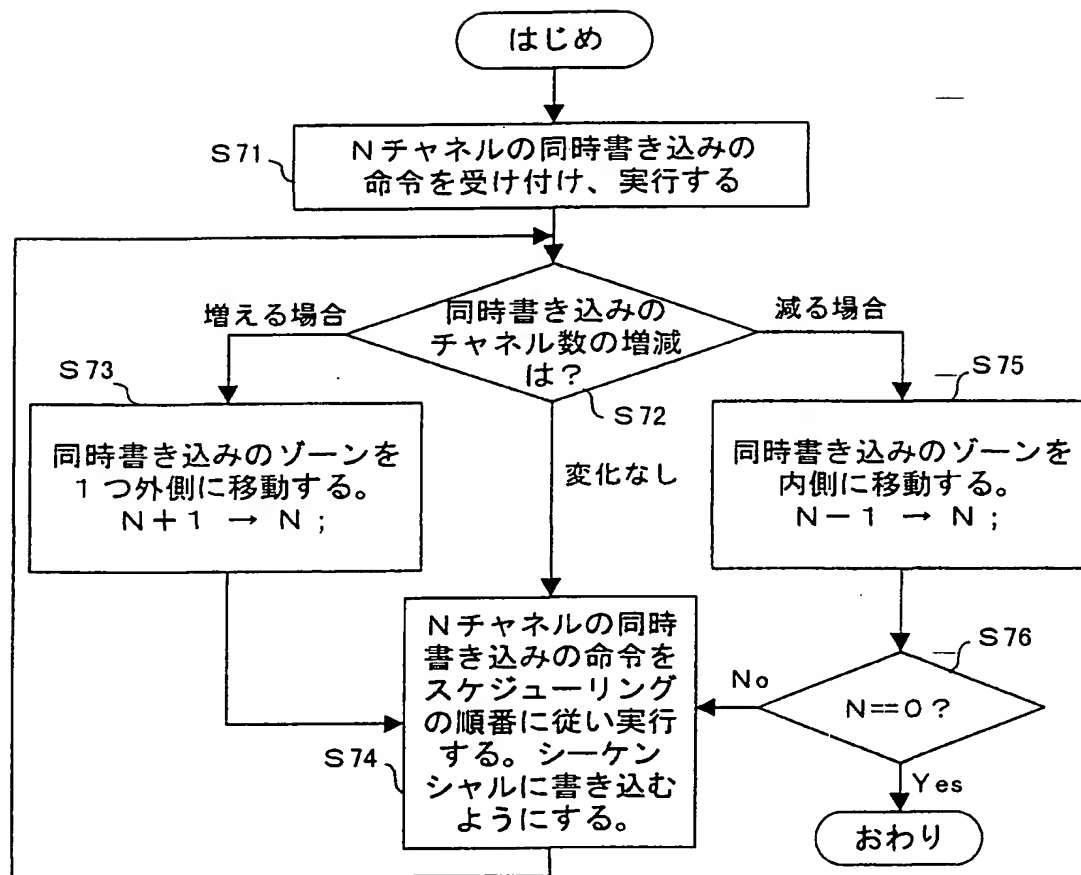 はじめ
S71
Nチャネルの同時書き込みの
命令を受け付け、実行する
同時書き込みの
チャネル数の増減
は？
S72
増える場合
減る場合
変化なし
S73
同時書き込みのゾーンを
1つ外側に移動する。
N+1 → N ;
S75
同時書き込みのゾーンを
内側に移動する。
N-1 → N ;
S74
Nチャネルの同時
書き込みの命令を
スケジューリング
の順番に従い実行
する。シーケン
シャルに書き込む
ようにする。
S76
N==0?
No
Yes
おわり